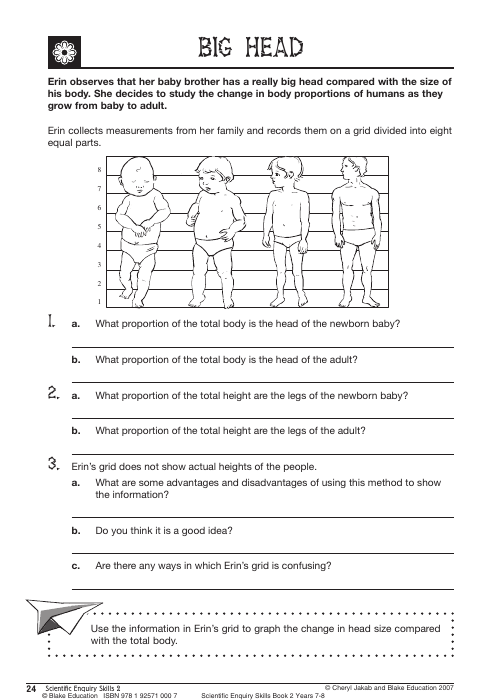 BIG HEAD
Erin observes that her baby brother has a really big head compared with the size of
his body. She decides to study the change in body proportions of humans as they
grow from baby to adult.
Erin collects measurements from her family and records them on a grid divided into eight
equal parts.
8
7
6
5
4
3
2
1
1. a. What proportion of the total body is the head of the newborn baby?
b. What proportion of the total body is the head of the adult?
2. a. What proportion of the total height are the legs of the newborn baby?
b. What proportion of the total height are the legs of the adult?
3. Erin's grid does not show actual heights of the people.
a. What are some advantages and disadvantages of using this method to show
the information?
b. Do you think it is a good idea?
c. Are there any ways in which Erin's grid is confusing?
Use the information in Erin's grid to graph the change in head size compared
with the total body.
24 Scientific Enquiry Skills 2 © Cheryl Jakab and Blake Education 2007
© Blake Education ISBN 978 1 92571 000 7 Scientific Enquiry Skills Book 2 Years 7-8